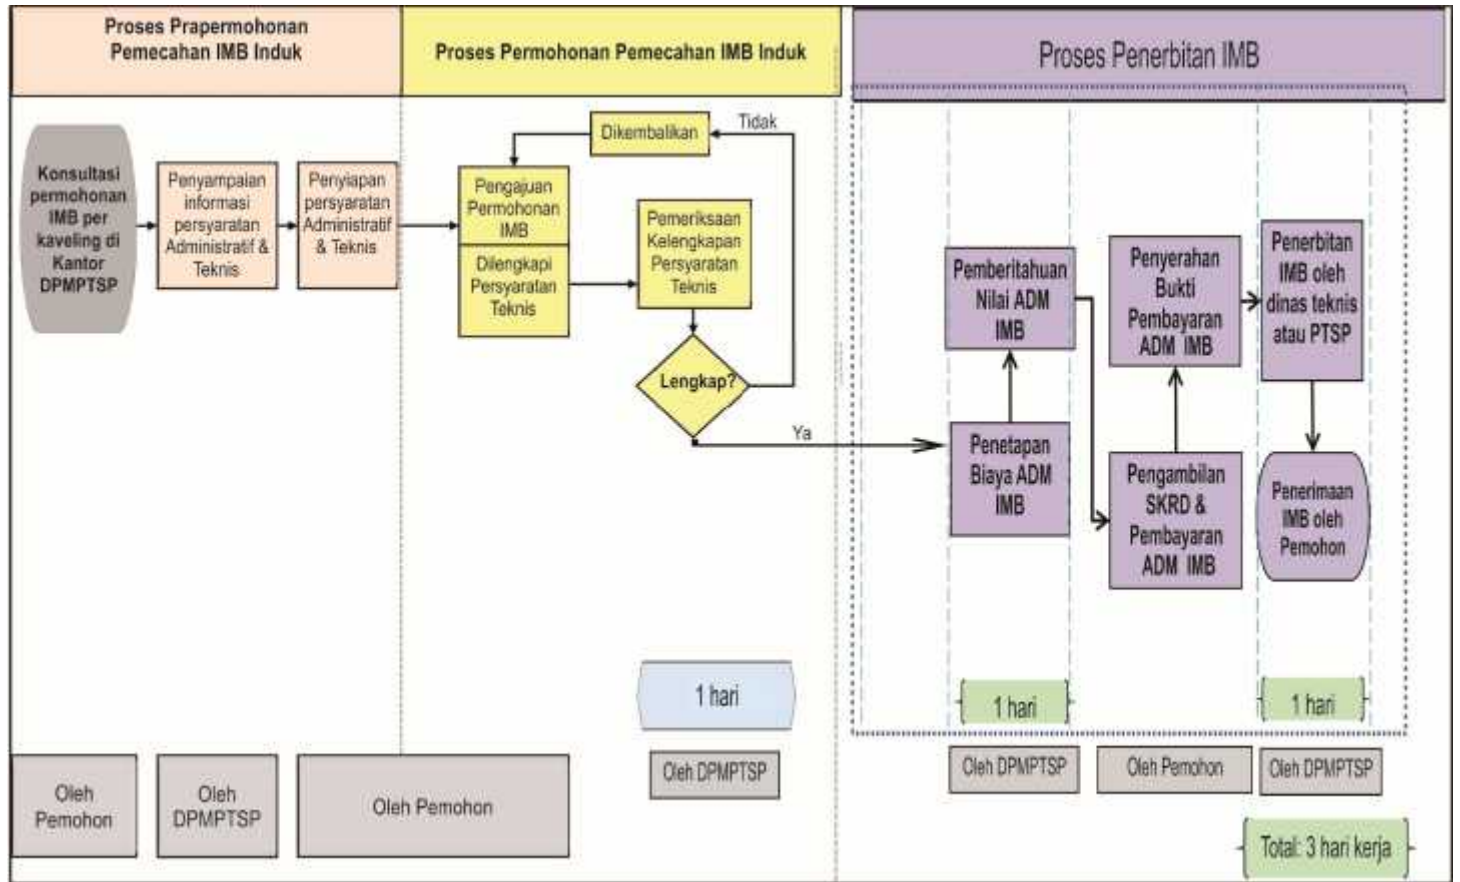 Proses Prapermohonan
Pemecahan IMB Induk
Proses Permohonan Pemecahan IMB Induk
Proses Penerbitan IMB
Konsultasi
permohonan
IMB per
kaveling di
Kantor
DPMPTSP
Penyampaian
informasi
persyaratan
Administratif &
Teknis
Penyiapan
persyaratan
Administratif
& Teknis
Dikembalikan
Tidak
Pengajuan
Permohonan
IMB
Dilengkapi
Persyaratan
Teknis
Pemeriksaan
Kelengkapan
Persyaratan
Teknis
Lengkap?
Ya
Pemberitahuan
Nilai ADM
IMB
Penetapan
Biaya ADM
IMB
Penyerahan
Bukti
Pembayaran
ADM IMB
Pengambilan
SKRD &
Pembayaran
ADM IMB
Penerbitan
IMB oleh
dinas teknis
atau PTSP
Penerimaan
IMB oleh
Pemohon
1 hari
1 hari
1 hari
Oleh
Pemohon
Oleh
DPMPTSP
Oleh Pemohon
Oleh DPMPTSP
Oleh DPMPTSP
Oleh Pemohon
Oleh DPMPTSP
Total: 3 hari kerja